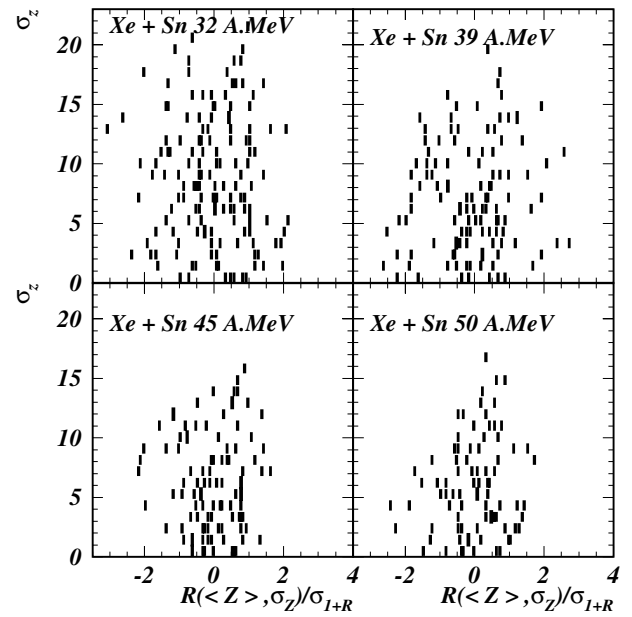 σz
20
15
10
5
0
Xe + Sn 32 A.MeV
Xe + Sn 39 A.MeV
σz
20
15
10
5
0
Xe + Sn 45 A.MeV
Xe + Sn 50 A.MeV
-2 0 2 4
-2 0 2 4
R(< Z > ,σZ)/σ1+R
R(< Z > ,σZ)/σ1+R